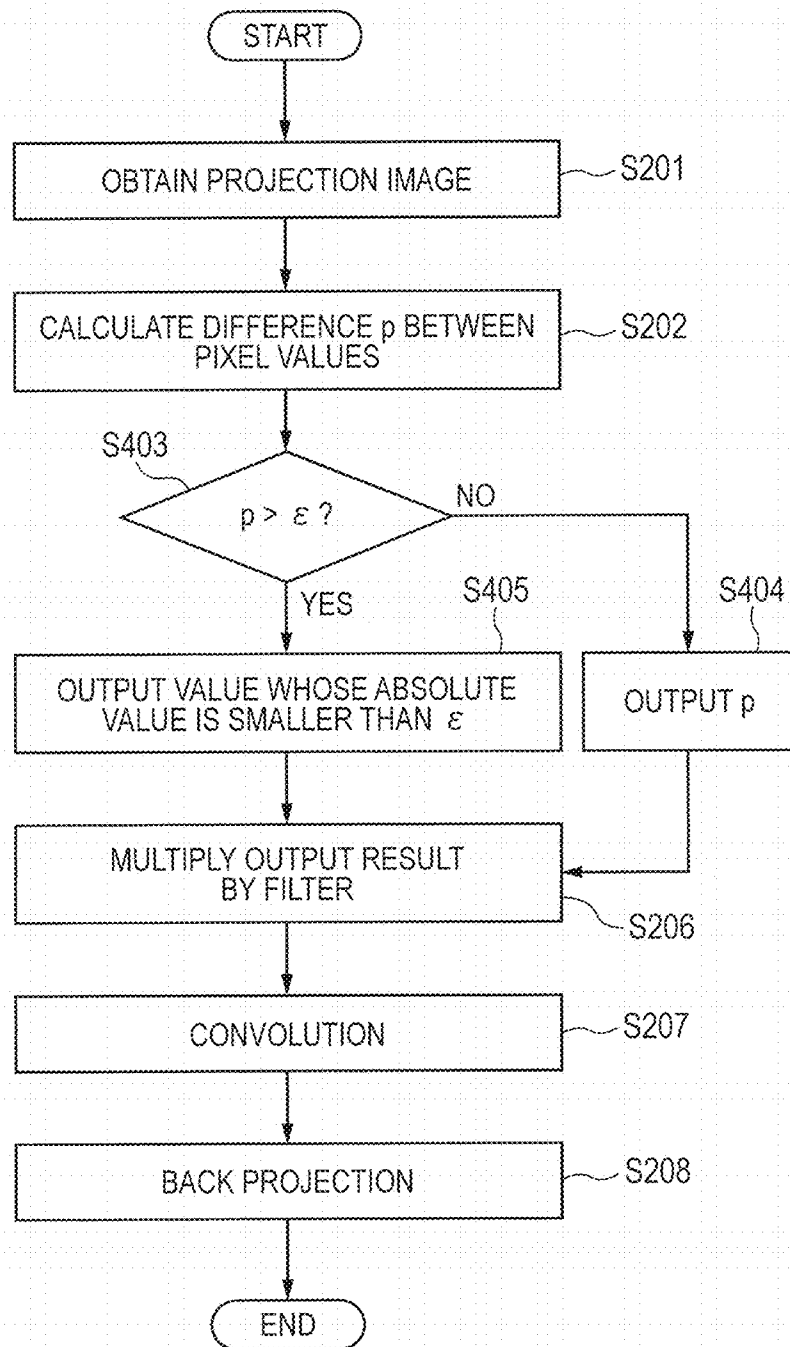 START
OBTAIN PROJECTION IMAGE
S201
CALCULATE DIFFERENCE p BETWEEN
PIXEL VALUES
S202
S403
p > ε ?
NO
YES
S405
S404
OUTPUT VALUE WHOSE ABSOLUTE
VALUE IS SMALLER THAN ε
OUTPUT p
MULTIPLY OUTPUT RESULT
BY FILTER
S206
CONVOLUTION
S207
BACK PROJECTION
S208
END